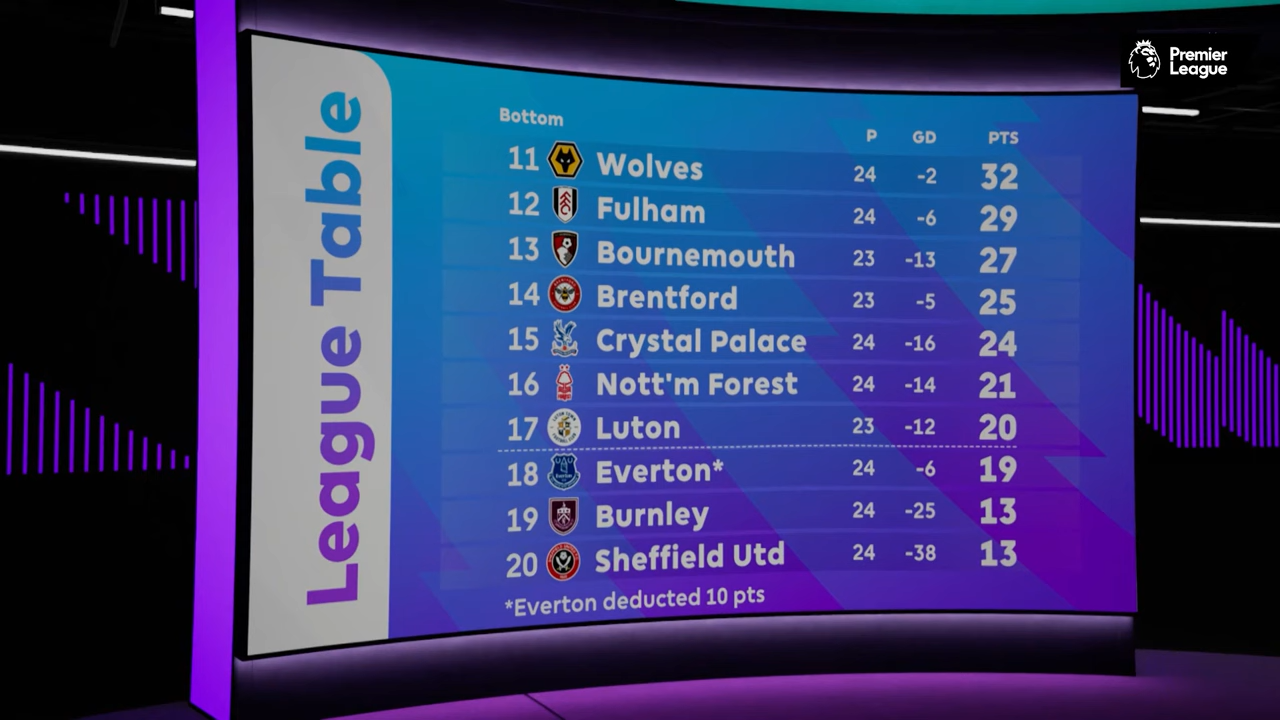 Premier
League
League Table
Bottom
P GD PTS
11 Wolves 24 -2 32
12 Fulham 24 -6 29
13 Bournemouth 23 -13 27
14 Brentford 23 -5 25
15 Crystal Palace 24 -16 24
16 Nott'm Forest 24 -14 21
17 Luton 23 -12 20
18 Everton* 24 -6 19
19 Burnley 24 -25 13
20 Sheffield Utd 24 -38 13
*Everton deducted 10 pts